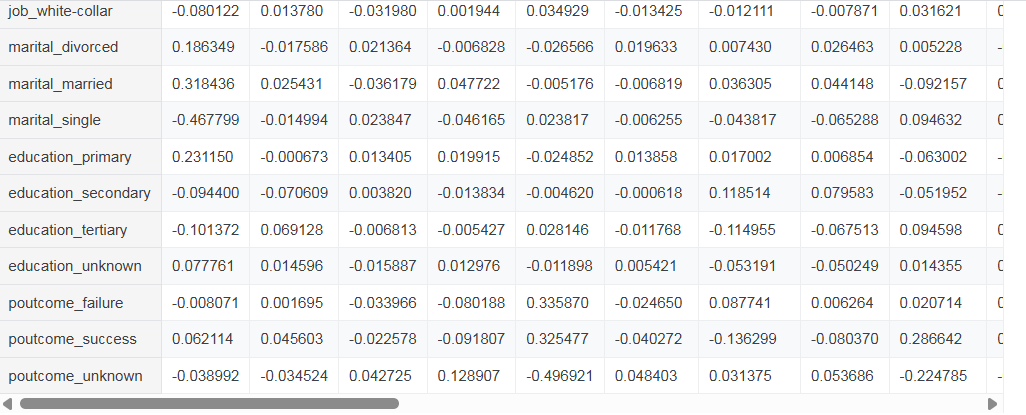 job_white-collar -0.080122 0.013780 -0.031980 0.001944 0.034929 -0.013425 -0.012111 -0.007871 0.031621
marital_divorced 0.186349 -0.017586 0.021364 -0.006828 -0.026566 0.019633 0.007430 0.026463 0.005228 -
marital_married 0.318436 0.025431 -0.036179 0.047722 -0.005176 -0.006819 0.036305 0.044148 -0.092157
marital_single -0.467799 -0.014994 0.023847 -0.046165 0.023817 -0.006255 -0.043817 -0.065288 0.094632
education_primary 0.231150 -0.000673 0.013405 0.019915 -0.024852 0.013858 0.017002 0.006854 -0.063002 -
education_secondary -0.094400 -0.070609 0.003820 -0.013834 -0.004620 -0.000618 0.118514 0.079583 -0.051952 -
education_tertiary -0.101372 0.069128 -0.006813 -0.005427 0.028146 -0.011768 -0.114955 -0.067513 0.094598
education_unknown 0.077761 0.014596 -0.015887 0.012976 -0.011898 0.005421 -0.053191 -0.050249 0.014355
poutcome_failure -0.008071 0.001695 -0.033966 -0.080188 0.335870 -0.024650 0.087741 0.006264 0.020714
poutcome_success 0.062114 0.045603 -0.022578 -0.091807 0.325477 -0.040272 -0.136299 -0.080370 0.286642
poutcome_unknown -0.038992 -0.034524 0.042725 0.128907 -0.496921 0.048403 0.031375 0.053686 -0.224785 -